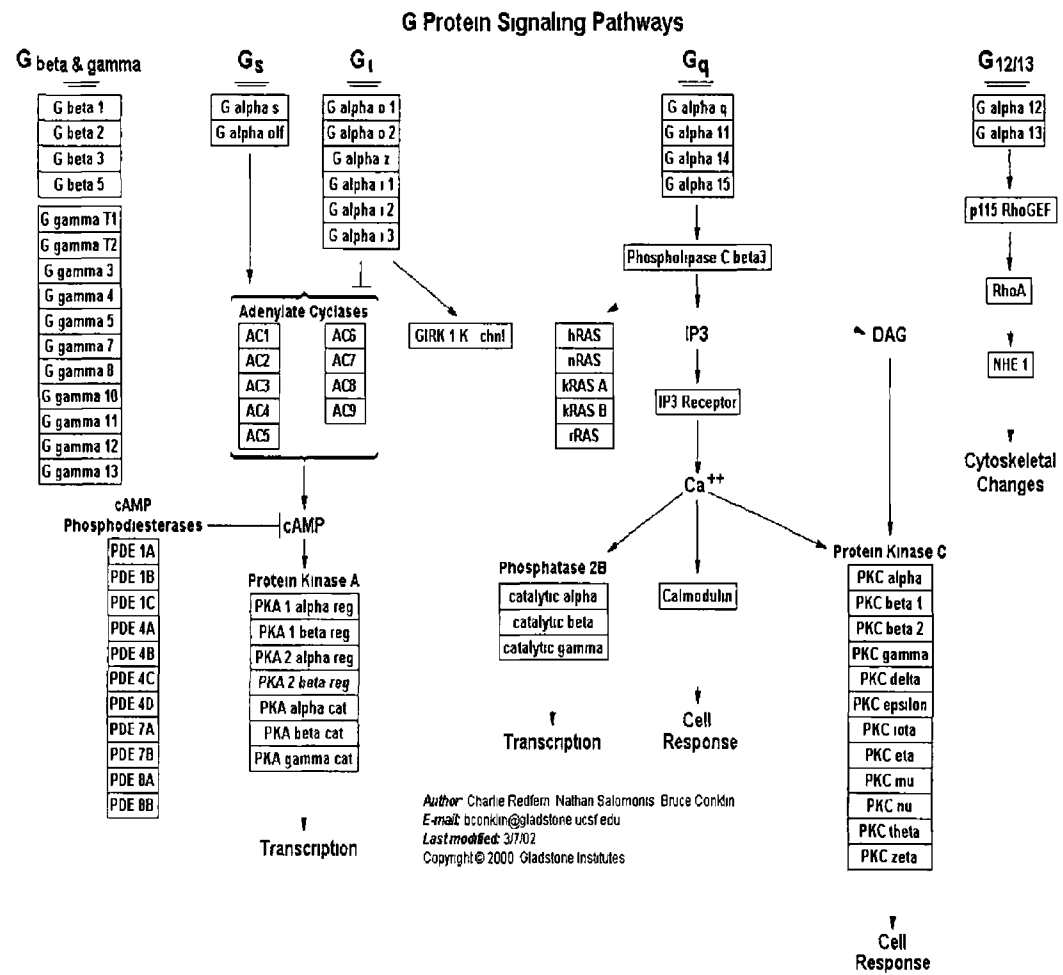 G Protein Signaling Pathways
G beta & gamma
G beta 1
G beta 2
G beta 3
G beta 5
G gamma T1
G gamma T2
G gamma 3
G gamma 4
G gamma 5
G gamma 7
G gamma 8
G gamma 10
G gamma 11
G gamma 12
G gamma 13
Gs
G alpha s
G alpha olf
Gi
G alpha o 1
G alpha o 2
G alpha z
G alpha i 1
G alpha i 2
G alpha i 3
Adenylate Cyclases
AC1
AC2
AC3
AC4
AC5
AC6
AC7
AC8
AC9
GIRK 1 K chnl
cAMP
Phosphodiesterases
cAMP
PDE 1A
PDE 1B
PDE 1C
PDE 4A
PDE 4B
PDE 4C
PDE 4D
PDE 7A
PDE 7B
PDE 8A
PDE 8B
Protein Kinase A
PKA 1 alpha reg
PKA 1 beta reg
PKA 2 alpha reg
PKA 2 beta reg
PKA alpha cat
PKA beta cat
PKA gamma cat
Transcription
Gq
G alpha q
G alpha 11
G alpha 14
G alpha 15
Phospholipase C beta3
hRAS
nRAS
kRAS A
kRAS B
rRAS
IP3
IP3 Receptor
Ca++
DAG
Phosphatase 2B
catalytic alpha
catalytic beta
catalytic gamma
Transcription
Calmodulin
Cell
Response
Protein Kinase C
PKC alpha
PKC beta 1
PKC beta 2
PKC gamma
PKC delta
PKC epsilon
PKC iota
PKC eta
PKC mu
PKC nu
PKC theta
PKC zeta
Cell
Response
G12/13
G alpha 12
G alpha 13
p115 RhoGEF
RhoA
NHE 1
Cytoskeletal
Changes
Author: Charlie Redfern Nathan Salomonis Bruce Conklin
E-mail: bconklin@gladstone ucsf edu
Last modified: 3/7/02
Copyright © 2000 Gladstone Institutes